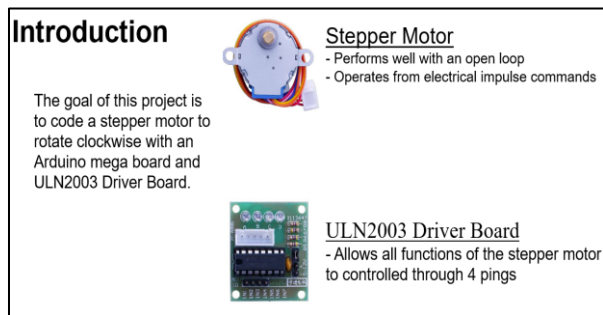 Introduction
The goal of this project is
to code a stepper motor to
rotate clockwise with an
Arduino mega board and
ULN2003 Driver Board.
Stepper Motor
- Performs well with an open loop
- Operates from electrical impulse commands
ULN2003 Driver Board
- Allows all functions of the stepper motor
to controlled through 4 pings